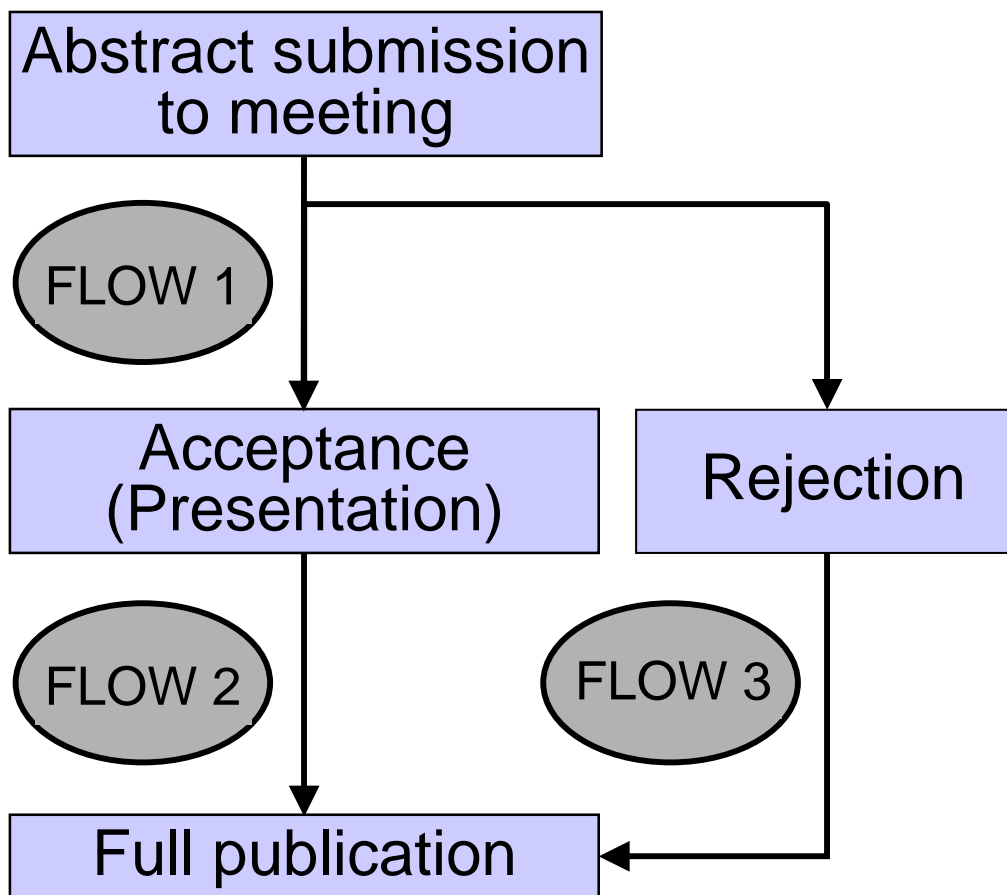 Abstract submission
to meeting
FLOW 1
Acceptance
(Presentation)
Rejection
FLOW 2
FLOW 3
Full publication